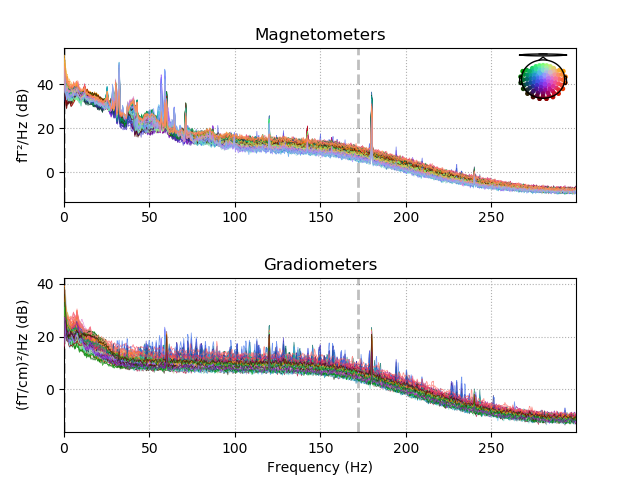 Magnetometers
fT²/Hz (dB)
40
20
0
0 50 100 150 200 250
Gradiometers
(fT/cm)²/Hz (dB)
40
20
0
0 50 100 150 200 250
Frequency (Hz)